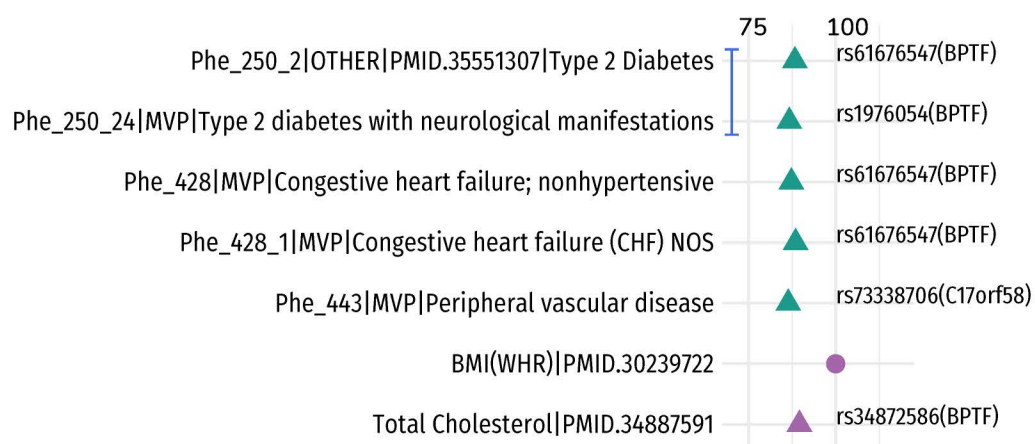 75 100
Phe_250_2|OTHER|PMID.35551307|Type 2 Diabetes rs61676547(BPTF)
Phe_250_24|MVP|Type 2 diabetes with neurological manifestations rs1976054(BPTF)
Phe_428|MVP|Congestive heart failure; nonhypertensive rs61676547(BPTF)
Phe_428_1|MVP|Congestive heart failure (CHF) NOS rs61676547(BPTF)
Phe_443|MVP|Peripheral vascular disease rs73338706(C17orf58)
BMI(WHR)|PMID.30239722
Total Cholesterol|PMID.34887591 rs34872586(BPTF)